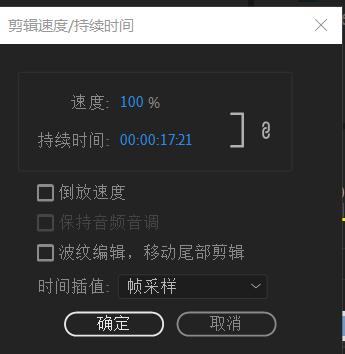 剪辑速度/持续时间
速度: 100 %
持续时间: 00:00:17:21
倒放速度
保持音频音调
波纹编辑，移动尾部剪辑
时间插值: 帧采样
确定 取消